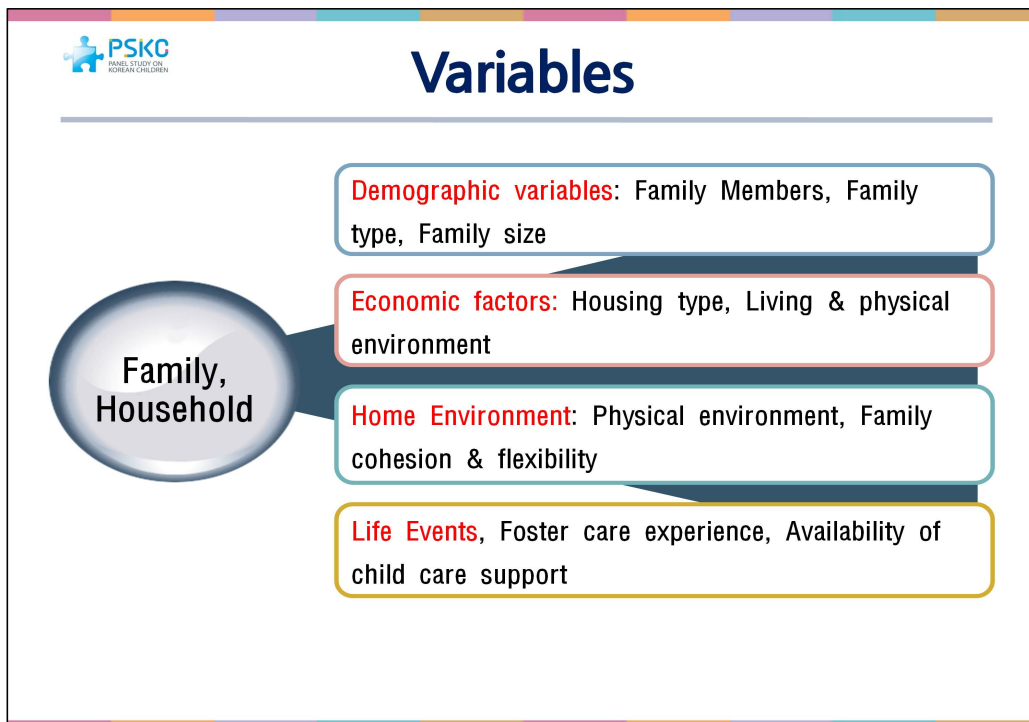 PSKC
PANEL STUDY ON
KOREAN CHILDREN
Variables
Demographic variables: Family Members, Family
type, Family size
Economic factors: Housing type, Living & physical
environment
Family,
Household
Home Environment: Physical environment, Family
cohesion & flexibility
Life Events, Foster care experience, Availability of
child care support